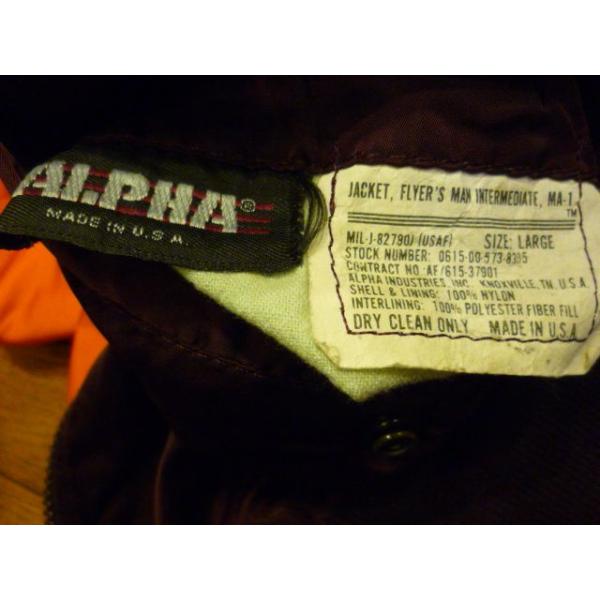 ALPHA®
MADE IN U.S.A.
JACKET, FLYER'S MAN INTERMEDIATE, MA-1
TM
MIL-J-8279OJ (USAF) SIZE: LARGE
STOCK NUMBER: 0615-00-573-8395
CONTRACT NO. AF/615-37901
ALPHA INDUSTRIES, INC. KNOXVILLE, TN. U.S.A.
SHELL & LINING: 100% NYLON
INTERLINING: 100% POLYESTER FIBER FILL
DRY CLEAN ONLY MADE IN U.S.A.